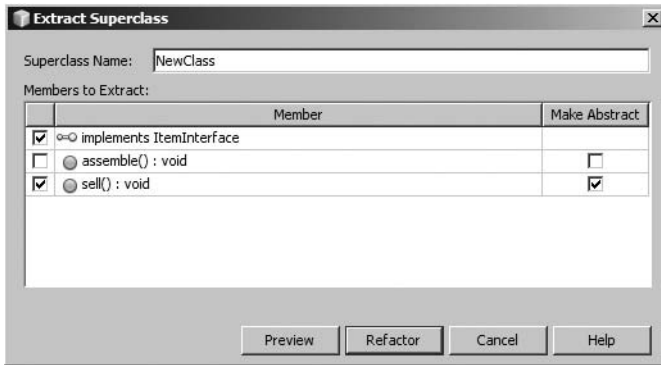 Extract Superclass
Superclass Name: NewClass
Members to Extract:
Member Make Abstract
implements ItemInterface
assemble() : void
sell() : void
Preview Refactor Cancel Help